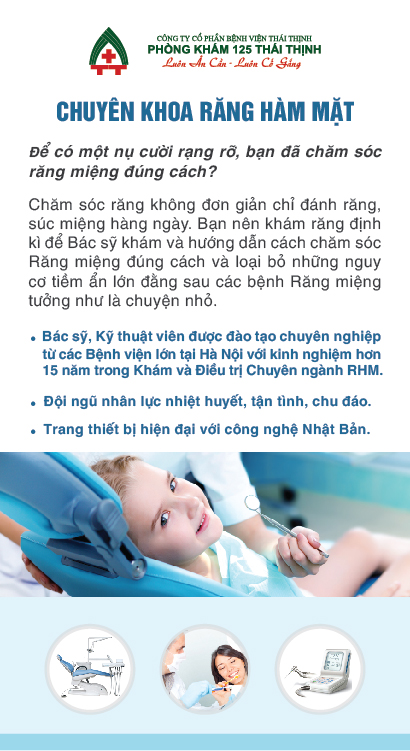 CÔNG TY CỔ PHẦN BỆNH VIỆN THÁI THỊNH
PHÒNG KHÁM 125 THÁI THỊNH
Luôn Ân Cần - Luôn Cố Gắng
CHUYÊN KHOA RĂNG HÀM MẶT
Để có một nụ cười rạng rỡ, bạn đã chăm sóc
răng miệng đúng cách?
Chăm sóc răng không đơn giản chỉ đánh răng,
súc miệng hàng ngày. Bạn nên khám răng định
kì để Bác sỹ khám và hướng dẫn cách chăm sóc
Răng miệng đúng cách và loại bỏ những nguy
cơ tiềm ẩn lớn đằng sau các bệnh Răng miệng
tưởng như là chuyện nhỏ.
• Bác sỹ, Kỹ thuật viên được đào tạo chuyên nghiệp
từ các Bệnh viện lớn tại Hà Nội với kinh nghiệm hơn
15 năm trong Khám và Điều trị Chuyên ngành RHM.
• Đội ngũ nhân lực nhiệt huyết, tận tình, chu đáo.
• Trang thiết bị hiện đại với công nghệ Nhật Bản.